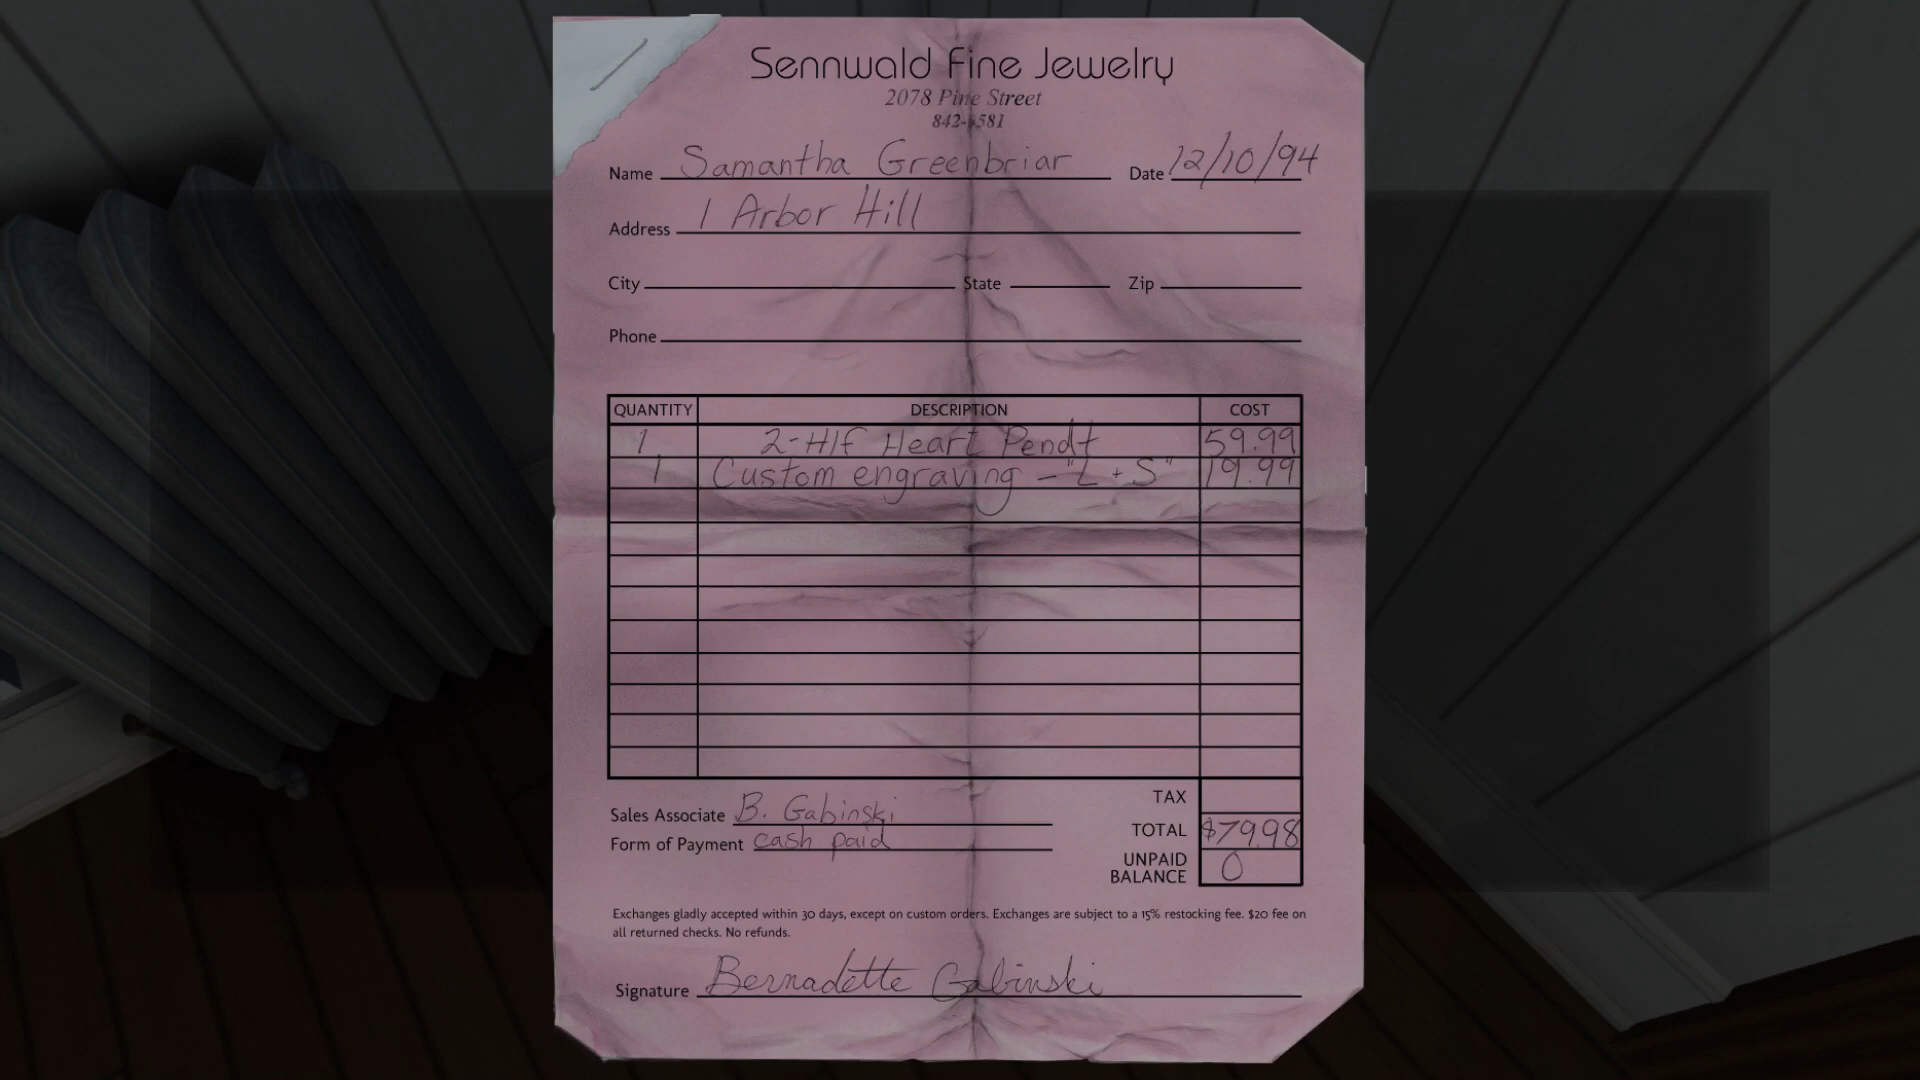 Sennwald Fine Jewelry
2078 Pine Street
842-5581
Name Samantha Greenbriar Date 12/10/94
Address 1 Arbor Hill
City State Zip
Phone
QUANTITY DESCRIPTION COST
1 2-Hlf Heart Pendt 59.99
1 Custom engraving - "L + S" 19.99
TAX
Sales Associate B. Gabinski
TOTAL $79.98
Form of Payment cash paid
UNPAID
BALANCE 0
Exchanges gladly accepted within 30 days, except on custom orders. Exchanges are subject to a 15% restocking fee. $20 fee on
all returned checks. No refunds.
Signature Bernadette Gabinski